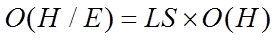 O(H / E) = LS×O(H)